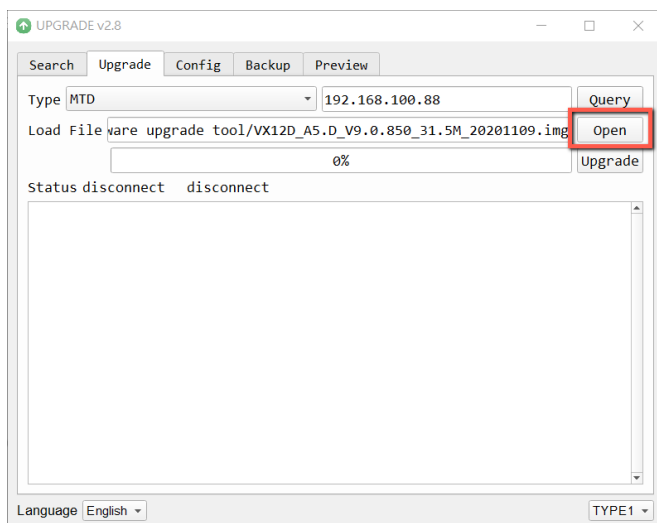 UPGRADE v2.8
Search Upgrade Config Backup Preview
Type MTD 192.168.100.88 Query
Load File ware upgrade tool/VX12D_A5.D_V9.0.850_31.5M_20201109.img Open
0% Upgrade
Status disconnect disconnect
Language English TYPE1